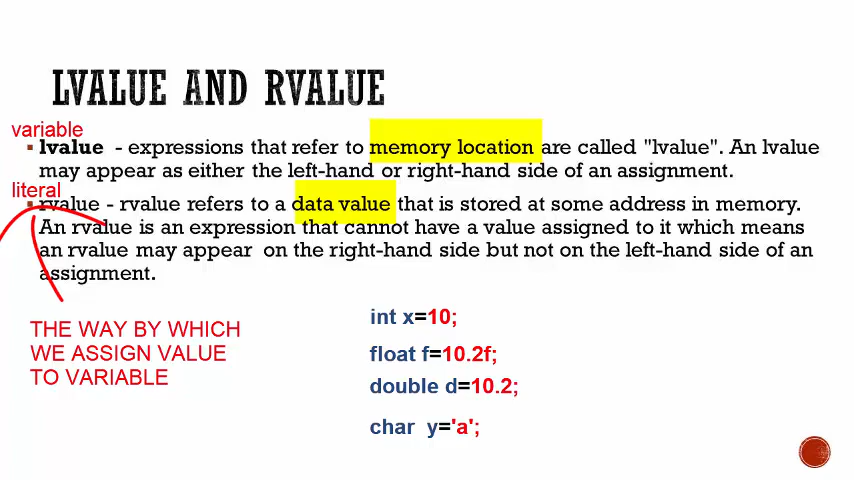 LVALUE AND RVALUE
variable
▪ lvalue - expressions that refer to memory location are called "lvalue". An lvalue
may appear as either the left-hand or right-hand side of an assignment.
literal
▪ rvalue - rvalue refers to a data value that is stored at some address in memory.
An rvalue is an expression that cannot have a value assigned to it which means
an rvalue may appear on the right-hand side but not on the left-hand side of an
assignment.
THE WAY BY WHICH
WE ASSIGN VALUE
TO VARIABLE
int x=10;
float f=10.2f;
double d=10.2;
char y='a';